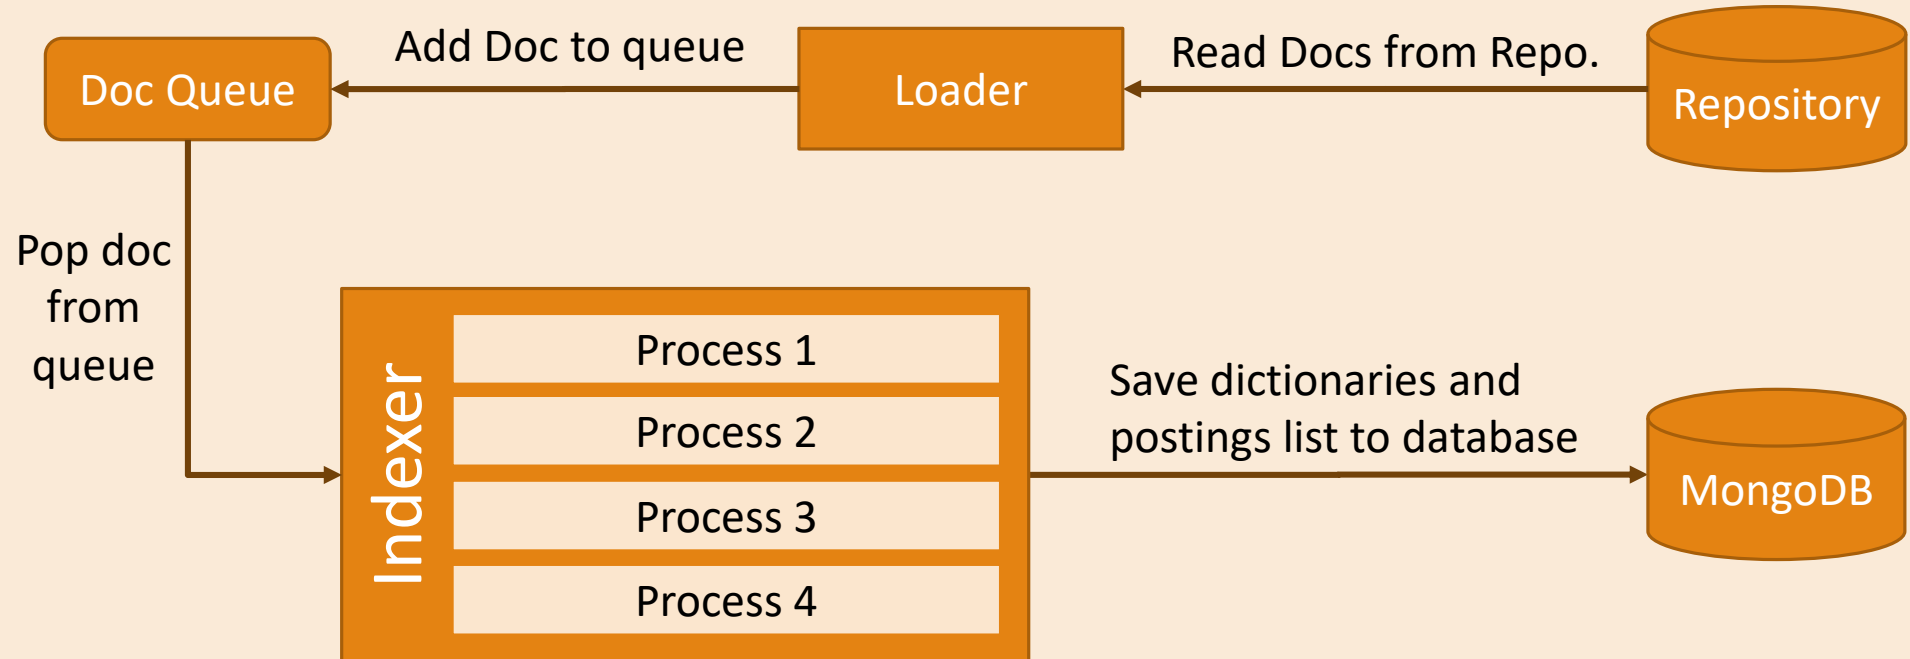 Add Doc to queue
Read Docs from Repo.
Doc Queue
Loader
Repository
Pop doc
from
queue
Indexer
Process 1
Process 2
Process 3
Process 4
Save dictionaries and
postings list to database
MongoDB